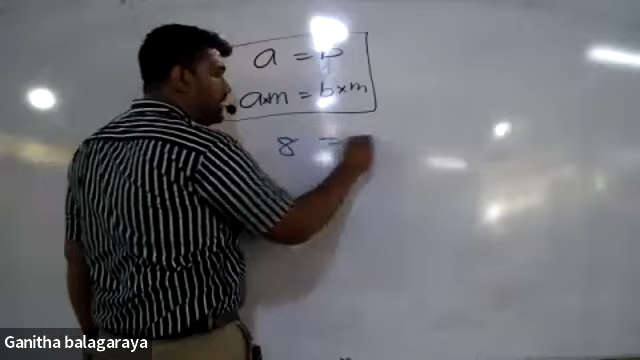 a = b
a×m = b×m
8 =
Ganitha balagaraya